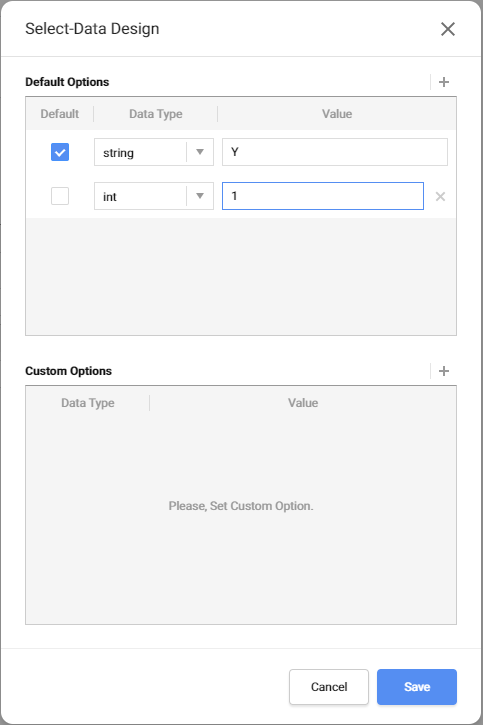 Select-Data Design
Default Options
Default Data Type Value
string Y
int 1
Custom Options
Data Type Value
Please, Set Custom Option.
Cancel Save